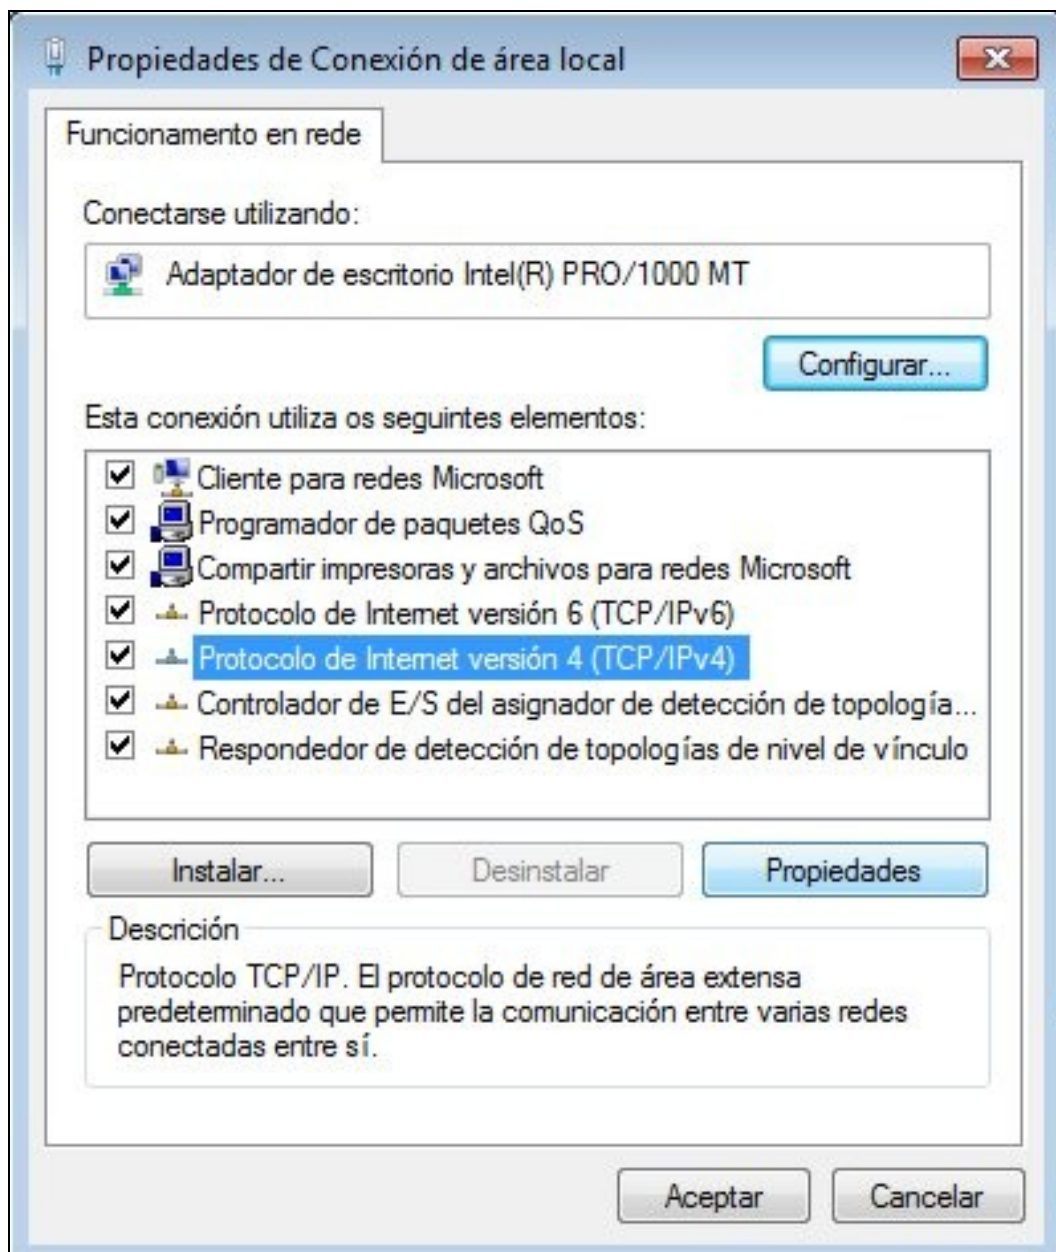 Propiedades de Conexión de área local
Funcionamento en rede
Conectarse utilizando:
Adaptador de escritorio Intel(R) PRO/1000 MT
Configurar...
Esta conexión utiliza os seguintes elementos:
Cliente para redes Microsoft
Programador de paquetes QoS
Compartir impresoras y archivos para redes Microsoft
Protocolo de Internet versión 6 (TCP/IPv6)
Protocolo de Internet versión 4 (TCP/IPv4)
Controlador de E/S del asignador de detección de topología...
Respondedor de detección de topologías de nivel de vínculo
Instalar...
Desinstalar
Propiedades
Descrición
Protocolo TCP/IP. El protocolo de red de área extensa
predeterminado que permite la comunicación entre varias redes
conectadas entre sí.
Aceptar
Cancelar